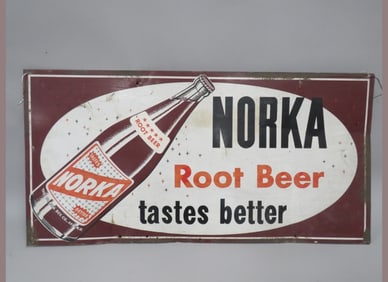 NORKA
Root Beer
tastes better
ROOT BEER
NORKA